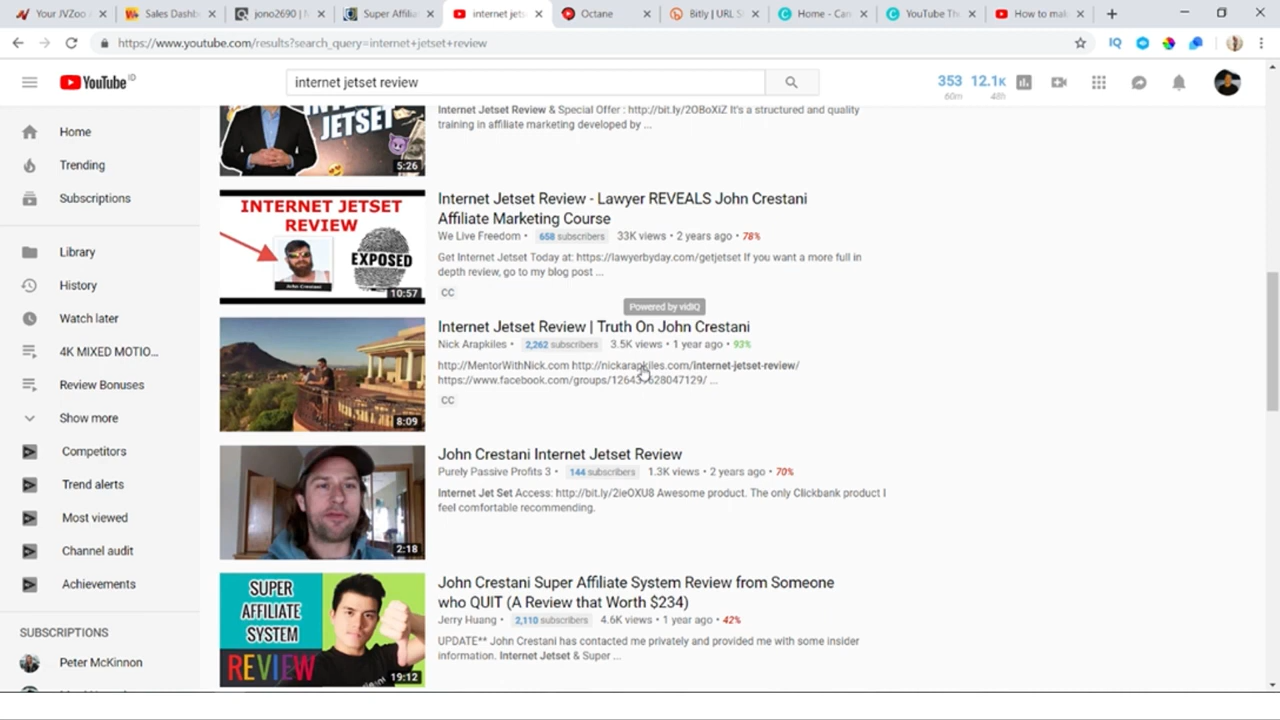 Your JVZoo
Sales Dashb
jono2690 | N
Super Affilia
internet jets
Octane
Bitly | URL S
Home - Can
YouTube Th
How to mak
https://www.youtube.com/results?search_query=internet+jetset+review
IQ
YouTube ID
internet jetset review
353 12.1K
60m 48h
Home
Trending
Subscriptions
Library
History
Watch later
4K MIXED MOTIO...
Review Bonuses
Show more
Competitors
Trend alerts
Most viewed
Channel audit
Achievements
SUBSCRIPTIONS
Peter McKinnon
JETSET
5:26
Internet Jetset Review & Special Offer : http://bit.ly/2OBoXiZ It's a structured and quality
training in affiliate marketing developed by ...
INTERNET JETSET
REVIEW
EXPOSED
John Crestani
10:57
Internet Jetset Review - Lawyer REVEALS John Crestani
Affiliate Marketing Course
We Live Freedom • 658 subscribers 33K views • 2 years ago • 78%
Get Internet Jetset Today at: https://lawyerbyday.com/getjetset If you want a more full in
depth review, go to my blog post ...
CC
Powered by vidIQ
8:09
Internet Jetset Review | Truth On John Crestani
Nick Arapkiles • 2,262 subscribers 3.5K views • 1 year ago • 93%
http://MentorWithNick.com http://nickarapkiles.com/internet-jetset-review/
CC
2:18
John Crestani Internet Jetset Review
Purely Passive Profits 3 • 144 subscribers 1.3K views • 2 years ago • 70%
Internet Jet Set Access: http://bit.ly/2ieOXU8 Awesome product. The only Clickbank product I
feel comfortable recommending.
SUPER
AFFILIATE
SYSTEM
REVIEW
19:12
John Crestani Super Affiliate System Review from Someone
who QUIT (A Review that Worth $234)
Jerry Huang • 2,110 subscribers 4.6K views • 1 year ago • 42%
UPDATE** John Crestani has contacted me privately and provided me with some insider
information. Internet Jetset & Super ...